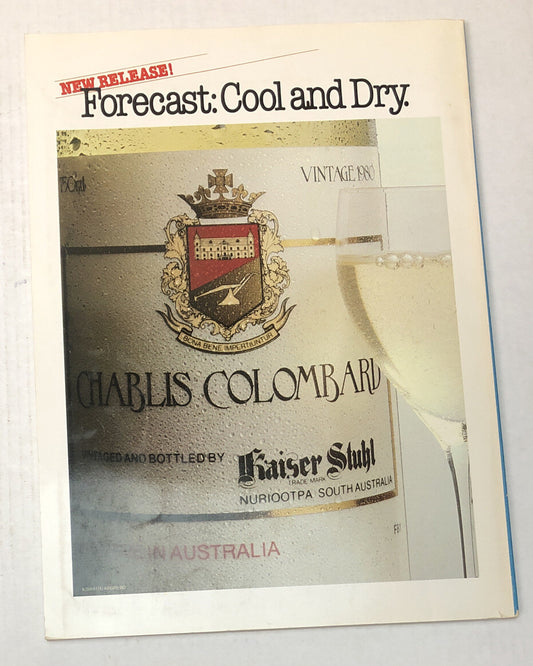 NEW RELEASE!
Forecast: Cool and Dry.
750ml
VINTAGE 1980
BONA BENE IMPERTIUNTUR
CHABLIS COLOMBARD
AND BOTTLED BY
Kaiser Stuhl
TRADE MARK
NURIOOTPA SOUTH AUSTRALIA
IN AUSTRALIA